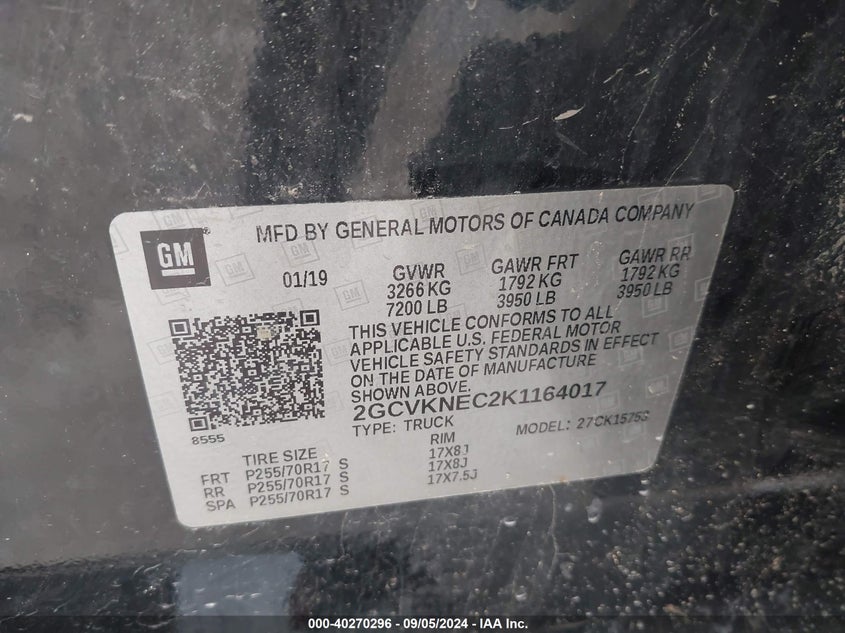 GM
MFD BY GENERAL MOTORS OF CANADA COMPANY
01/19
GVWR GAWR FRT GAWR RR
3266 KG 1792 KG 1792 KG
7200 LB 3950 LB 3950 LB
THIS VEHICLE CONFORMS TO ALL
APPLICABLE U.S. FEDERAL MOTOR
VEHICLE SAFETY STANDARDS IN EFFECT
ON THE DATE OF MANUFACTURE
SHOWN ABOVE.
2GCVKNEC2K1164017
TYPE: TRUCK MODEL:
8555
TIRE SIZE RIM
FRT P255/70R17 S 17X8J
RR P255/70R17 S 17X8J
SPA P255/70R17 S 17X7.5J
000-40270296 - 09/05/2024 - IAA Inc.